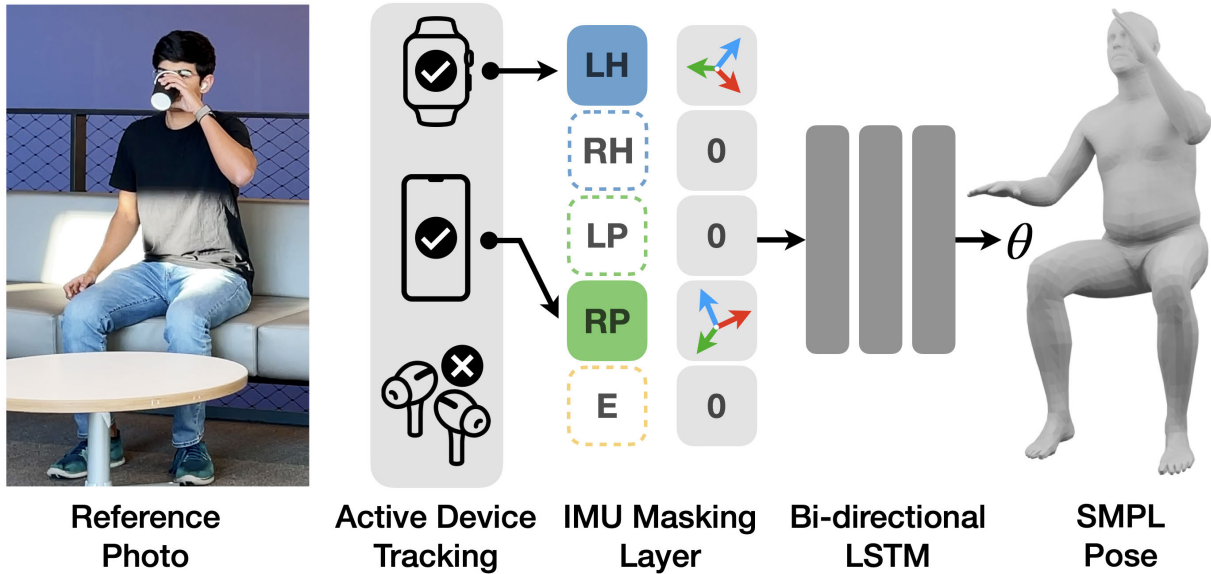 LH
RH
0
LP
0
RP
E
0
θ
Reference
Photo
Active Device
Tracking
IMU Masking
Layer
Bi-directional
LSTM
SMPL
Pose